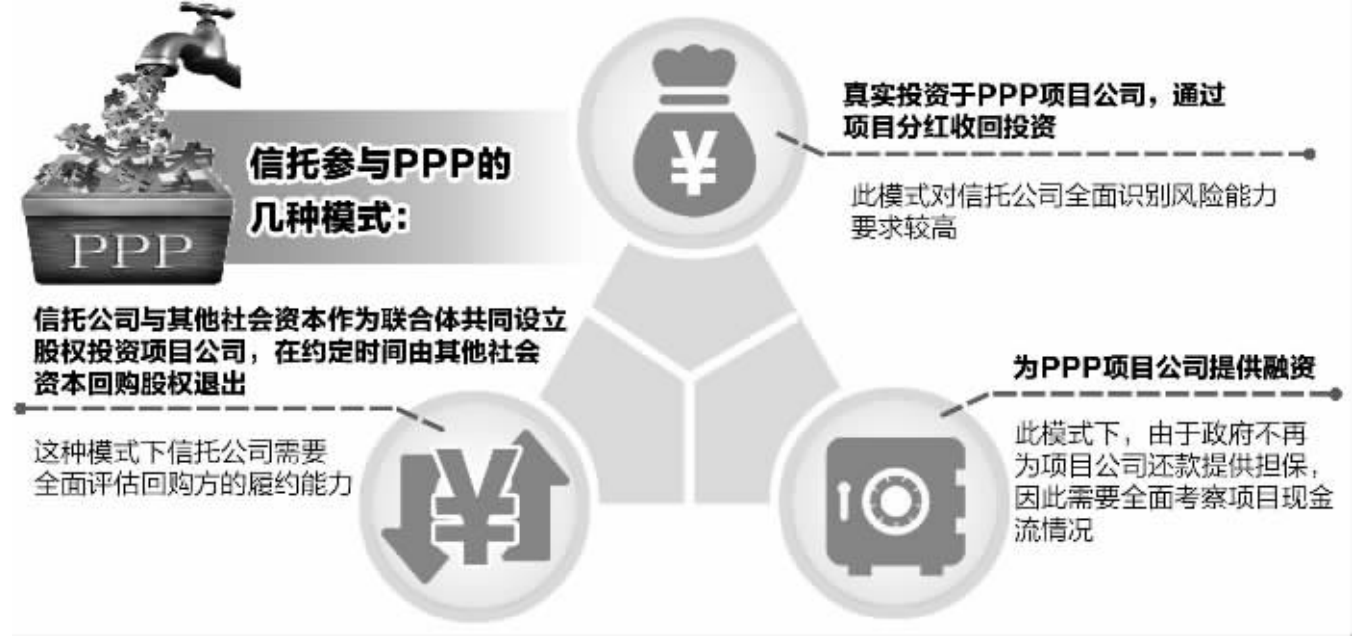 PPP
信托参与PPP的
几种模式：
¥
真实投资于PPP项目公司，通过
项目分红收回投资
此模式对信托公司全面识别风险能力
要求较高
信托公司与其他社会资本作为联合体共同设立
股权投资项目公司，在约定时间由其他社会
资本回购股权退出
这种模式下信托公司需要
全面评估回购方的履约能力
¥
为PPP项目公司提供融资
此模式下，由于政府不再
为项目公司还款提供担保，
因此需要全面考察项目现金
流情况